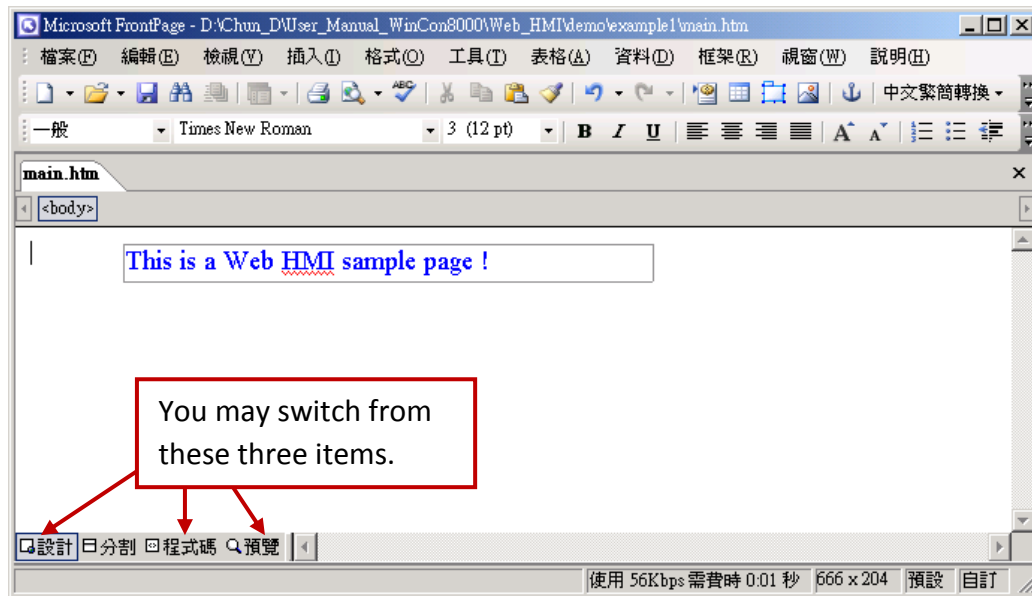 Microsoft FrontPage - D:\Chun_D\User_Manual_WinCon8000\Web_HMI\demo\example1\main.htm
檔案(F) 編輯(E) 檢視(V) 插入(I) 格式(O) 工具(T) 表格(A) 資料(D) 框架(R) 視窗(W) 說明(H)
中文繁簡轉換
一般 Times New Roman 3 (12 pt) B I U A A
main.htm
<body>
This is a Web HMI sample page !
You may switch from
these three items.
設計 分割 程式碼 預覽
使用 56Kbps 需費時 0:01 秒 666 x 204 預設 自訂